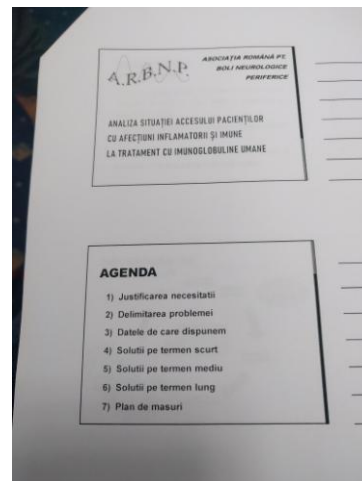 A.R.B.N.P.
ASOCIAȚIA ROMÂNĂ PT.
BOLI NEUROLOGICE
PERIFERICE
ANALIZA SITUAȚIEI ACCESULUI PACIENȚILOR
CU AFECȚIUNI INFLAMATORII ȘI IMUNE
LA TRATAMENT CU IMUNOGLOBULINE UMANE
AGENDA
1) Justificarea necesitatii
2) Delimitarea problemei
3) Datele de care dispunem
4) Solutii pe termen scurt
5) Solutii pe termen mediu
6) Solutii pe termen lung
7) Plan de masuri